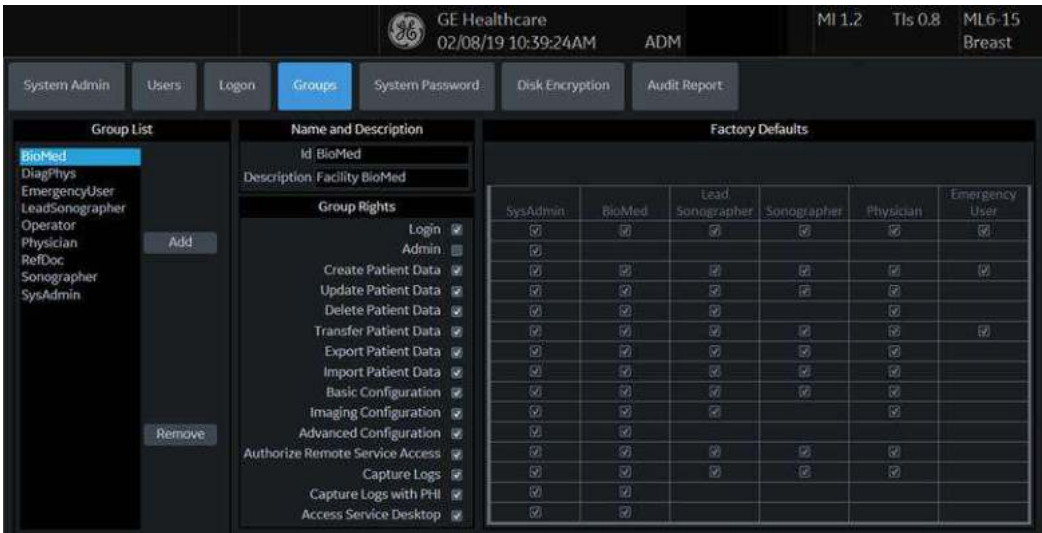 GE Healthcare
MI 1.2 TIs 0.8 ML6-15
02/08/19 10:39:24AM ADM Breast
System Admin Users Logon Groups System Password Disk Encryption Audit Report
Group List
BioMed
DiagPhys
EmergencyUser
LeadSonographer
Operator
Physician
RefDoc
Sonographer
SysAdmin
Add
Remove
Name and Description
Id BioMed
Description Facility BioMed
Group Rights
Login
Admin
Create Patient Data
Update Patient Data
Delete Patient Data
Transfer Patient Data
Export Patient Data
Import Patient Data
Basic Configuration
Imaging Configuration
Advanced Configuration
Authorize Remote Service Access
Capture Logs
Capture Logs with PHI
Access Service Desktop
Factory Defaults
SysAdmin
BioMed
Lead
Sonographer
Sonographer
Physician
Emergency
User